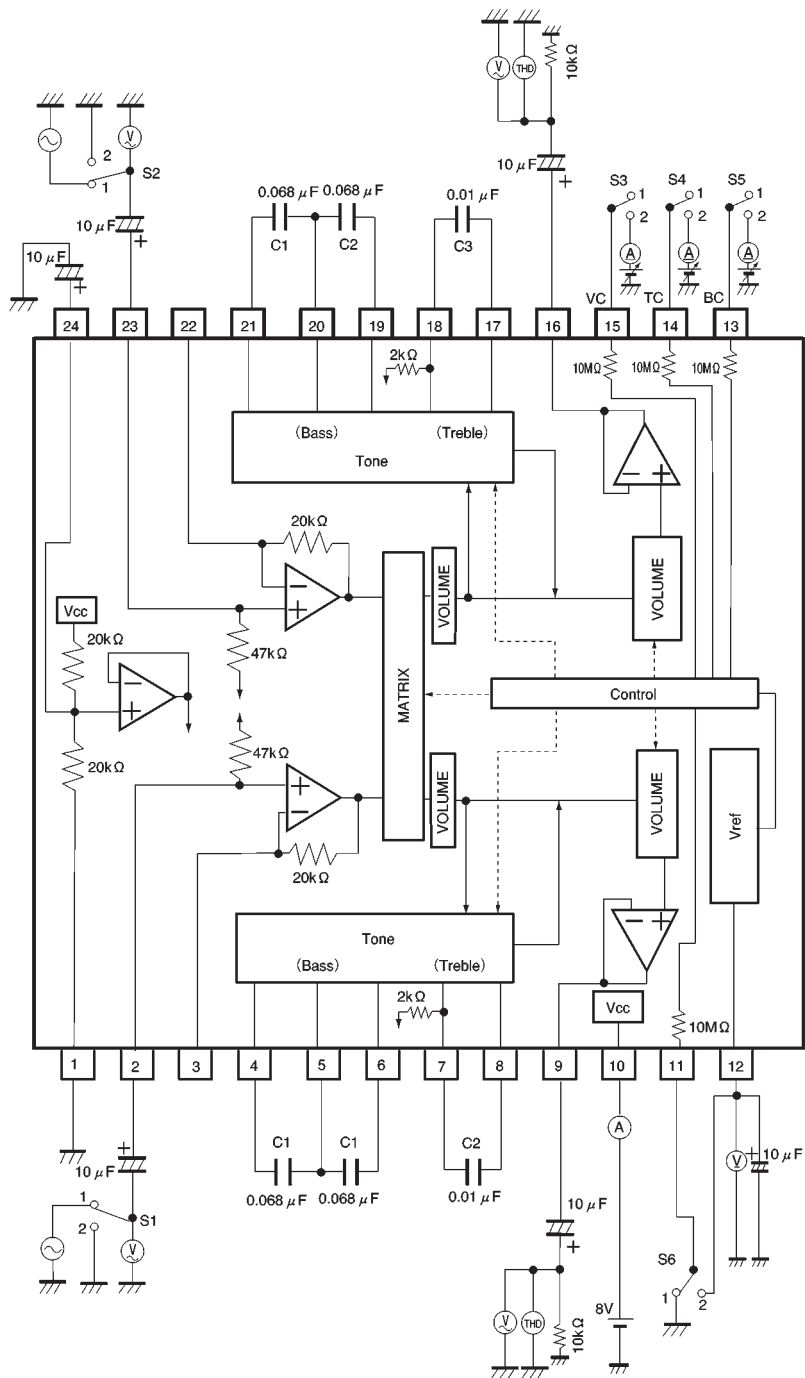 10kΩ
V
THD
2
1
S2
V
10 μF
+
10 μF
+
10 μF
+
0.068 μF
0.068 μF
C1
C2
0.01 μF
C3
S3
1
2
A
S4
1
2
A
S5
1
2
A
VC
TC
BC
24
23
22
21
20
19
18
17
16
15
14
13
2kΩ
10MΩ
10MΩ
10MΩ
(Bass)
(Treble)
Tone
− +
20kΩ
−
+
VOLUME
VOLUME
Vcc
20kΩ
47kΩ
−
+
MATRIX
Control
20kΩ
47kΩ
+
−
VOLUME
VOLUME
Vref
20kΩ
Tone
(Bass)
(Treble)
− +
2kΩ
Vcc
10MΩ
1
2
3
4
5
6
7
8
9
10
11
12
+
10 μF
1
2
S1
V
C1
C1
0.068 μF
0.068 μF
C2
0.01 μF
10 μF
+
A
V
+
10 μF
S6
1
2
8V
V
THD
10kΩ